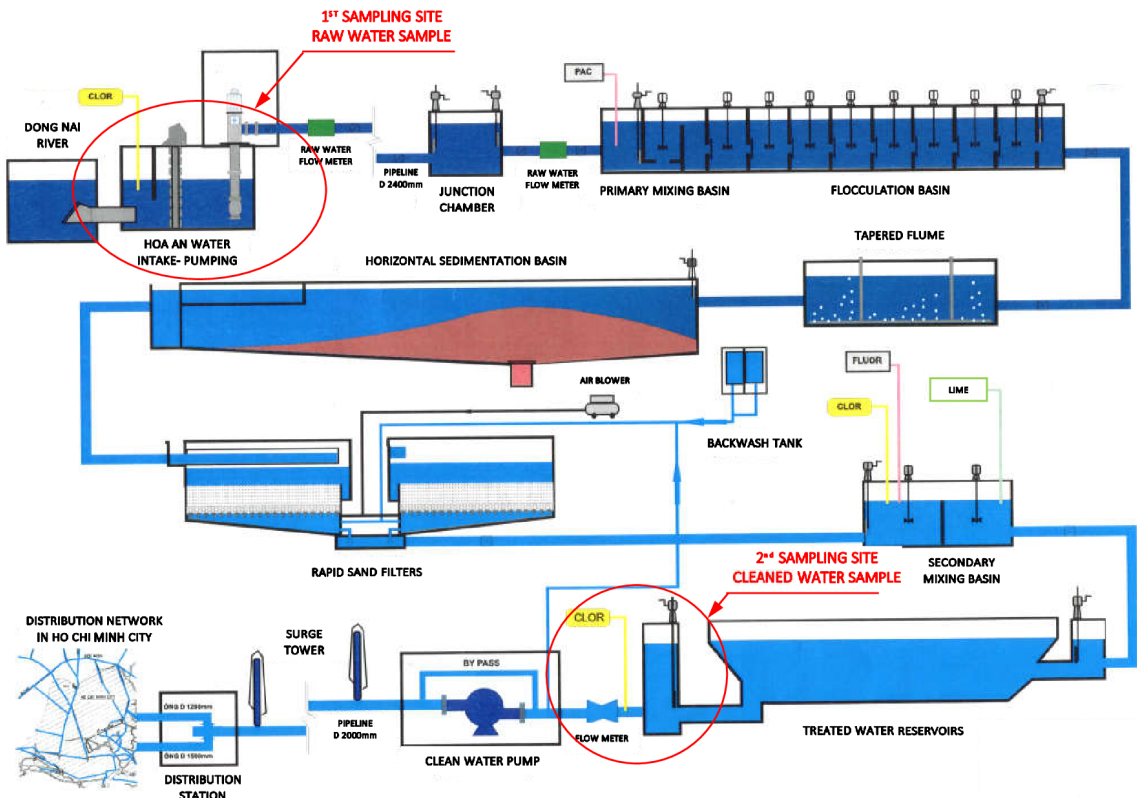 1ST SAMPLING SITE
RAW WATER SAMPLE
CLOR
DONG NAI
RIVER
RAW WATER
FLOW METER
HOA AN WATER
INTAKE- PUMPING
PIPELINE
D 2400mm
JUNCTION
CHAMBER
RAW WATER
FLOW METER
PAC
PRIMARY MIXING BASIN
FLOCCULATION BASIN
TAPERED FLUME
HORIZONTAL SEDIMENTATION BASIN
AIR BLOWER
BACKWASH TANK
FLUOR
CLOR
LIME
RAPID SAND FILTERS
SECONDARY
MIXING BASIN
2nd SAMPLING SITE
CLEANED WATER SAMPLE
DISTRIBUTION NETWORK
IN HO CHI MINH CITY
SURGE
TOWER
BY PASS
CLOR
ỐNG D 1200mm
ỐNG D 1500mm
PIPELINE
D 2000mm
FLOW METER
CLEAN WATER PUMP
TREATED WATER RESERVOIRS
DISTRIBUTION
STATION